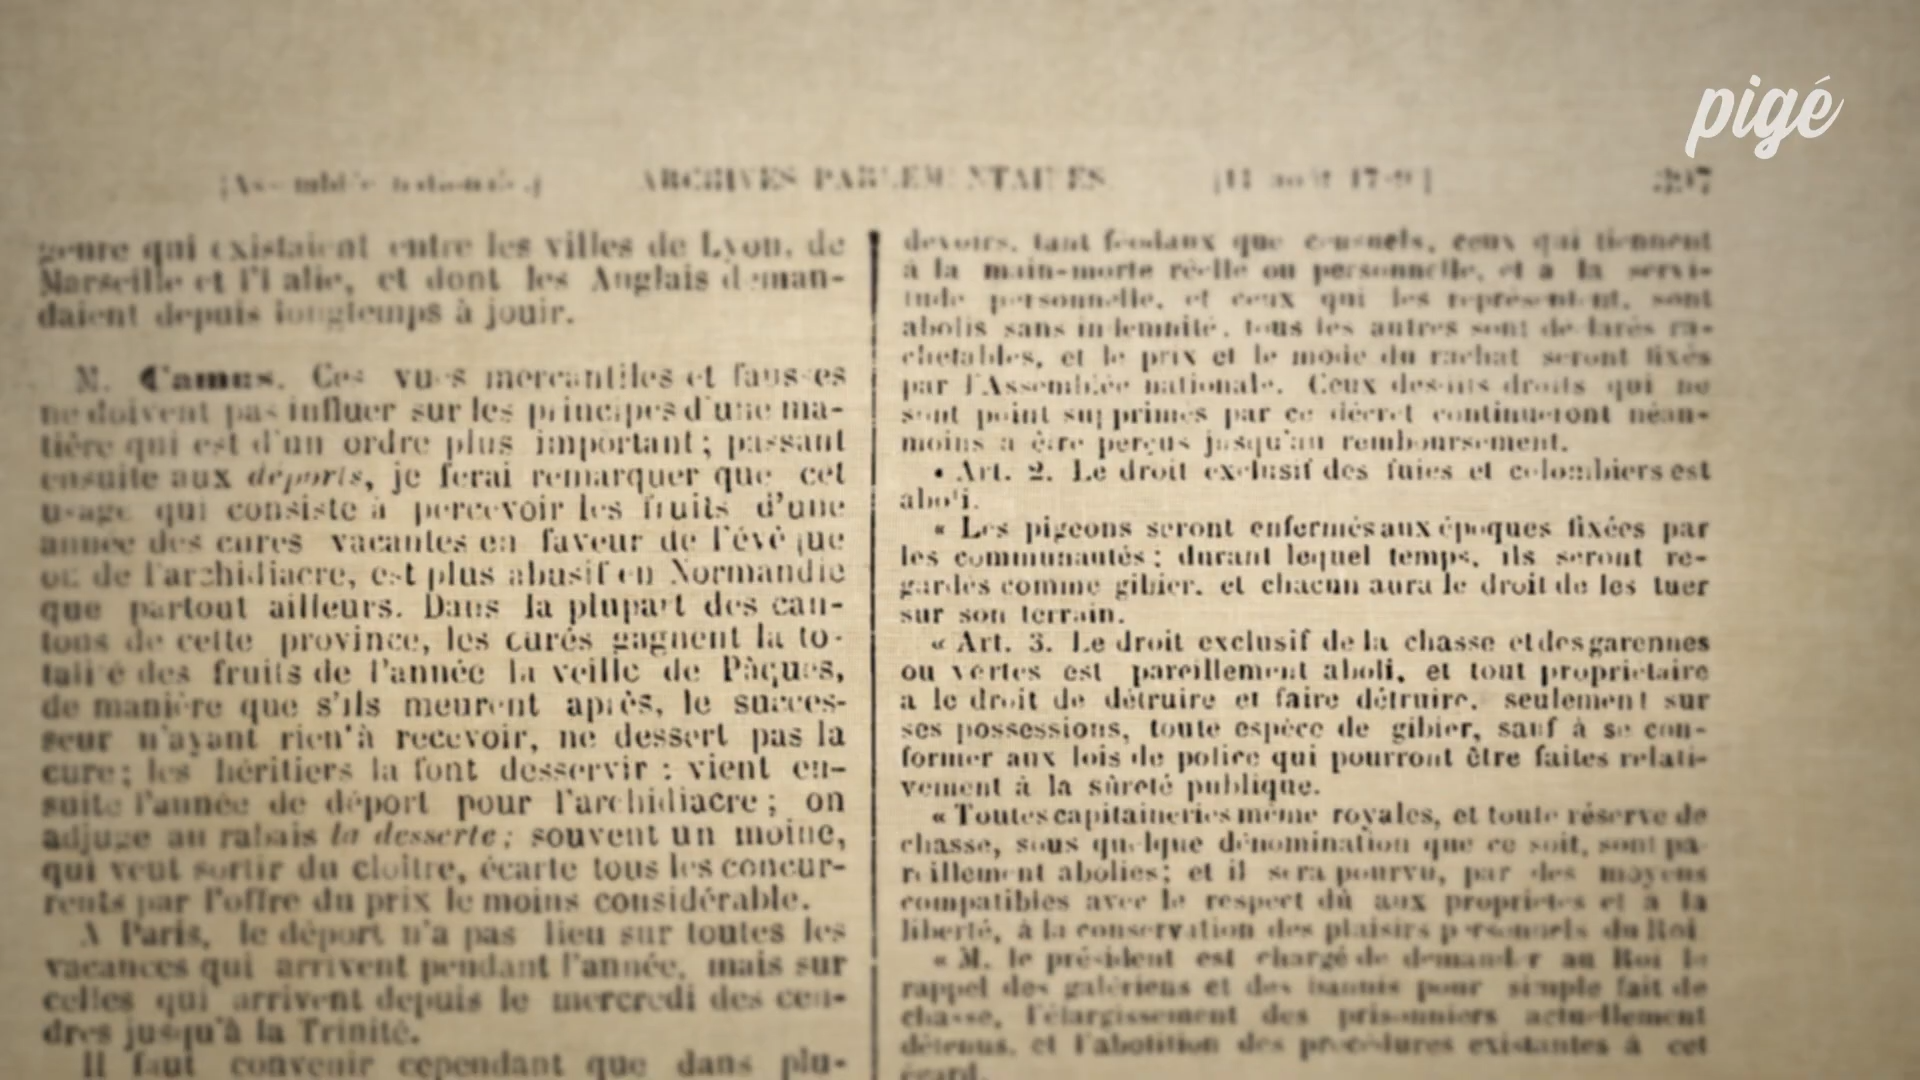 pigé
[Assemblée nationale.] ARCHIVES PARLEMENTAIRES [11 août 1789] 397
genre qui existaient entre les villes de Lyon, de
Marseille et l'Italie, et dont les Anglais deman-
daient depuis longtemps à jouir.
M. Camus. Ces vues mercantiles et fausses
ne doivent pas influer sur les principes d'une ma-
tière qui est d'un ordre plus important ; passant
ensuite aux déports, je ferai remarquer que cet
usage qui consiste à percevoir les fruits d'une
année des cures vacantes en faveur de l'évêque
ou de l'archidiacre, est plus abusif en Normandie
que partout ailleurs. Dans la plupart des can-
tons de cette province, les curés gagnent la to-
talité des fruits de l'année la veille de Pâques,
de manière que s'ils meurent après, le succes-
seur n'ayant rien à recevoir, ne dessert pas la
cure ; les héritiers la font desservir : vient en-
suite l'année de déport pour l'archidiacre ; on
adjuge au rabais la desserte ; souvent un moine,
qui veut sortir du cloître, écarte tous les concur-
rents par l'offre du prix le moins considérable.
A Paris, le déport n'a pas lieu sur toutes les
vacances qui arrivent pendant l'année, mais sur
celles qui arrivent depuis le mercredi des cen-
dres jusqu'à la Trinité.
Il faut convenir cependant que dans plu-
devoirs, tant féodaux que censuels, ceux qui tiennent
à la main-morte réelle ou personnelle, et à la servi-
tude personnelle, et ceux qui les représentent, sont
abolis sans indemnité, tous les autres sont déclarés ra-
chetables, et le prix et le mode du rachat seront fixés
par l'Assemblée nationale. Ceux desdits droits qui ne
sont point supprimés par ce décret continueront néan-
moins à être perçus jusqu'au remboursement.
« Art. 2. Le droit exclusif des fuies et colombiers est
aboli.
« Les pigeons seront enfermés aux époques fixées par
les communautés ; durant lequel temps, ils seront re-
gardés comme gibier, et chacun aura le droit de les tuer
sur son terrain.
« Art. 3. Le droit exclusif de la chasse et des garennes
ouvertes est pareillement aboli, et tout propriétaire
a le droit de détruire et faire détruire, seulement sur
ses possessions, toute espèce de gibier, sauf à se con-
former aux lois de police qui pourront être faites relati-
vement à la sûreté publique.
« Toutes capitaineries même royales, et toute réserve de
chasse, sous quelque dénomination que ce soit, sont pa-
reillement abolies ; et il sera pourvu, par des moyens
compatibles avec le respect dû aux propriétés et à la
liberté, à la conservation des plaisirs personnels du Roi
« M. le président est chargé de demander au Roi le
rappel des galériens et des bannis pour simple fait de
chasse, l'élargissement des prisonniers actuellement
détenus, et l'abolition des procédures existantes à cet
égard.